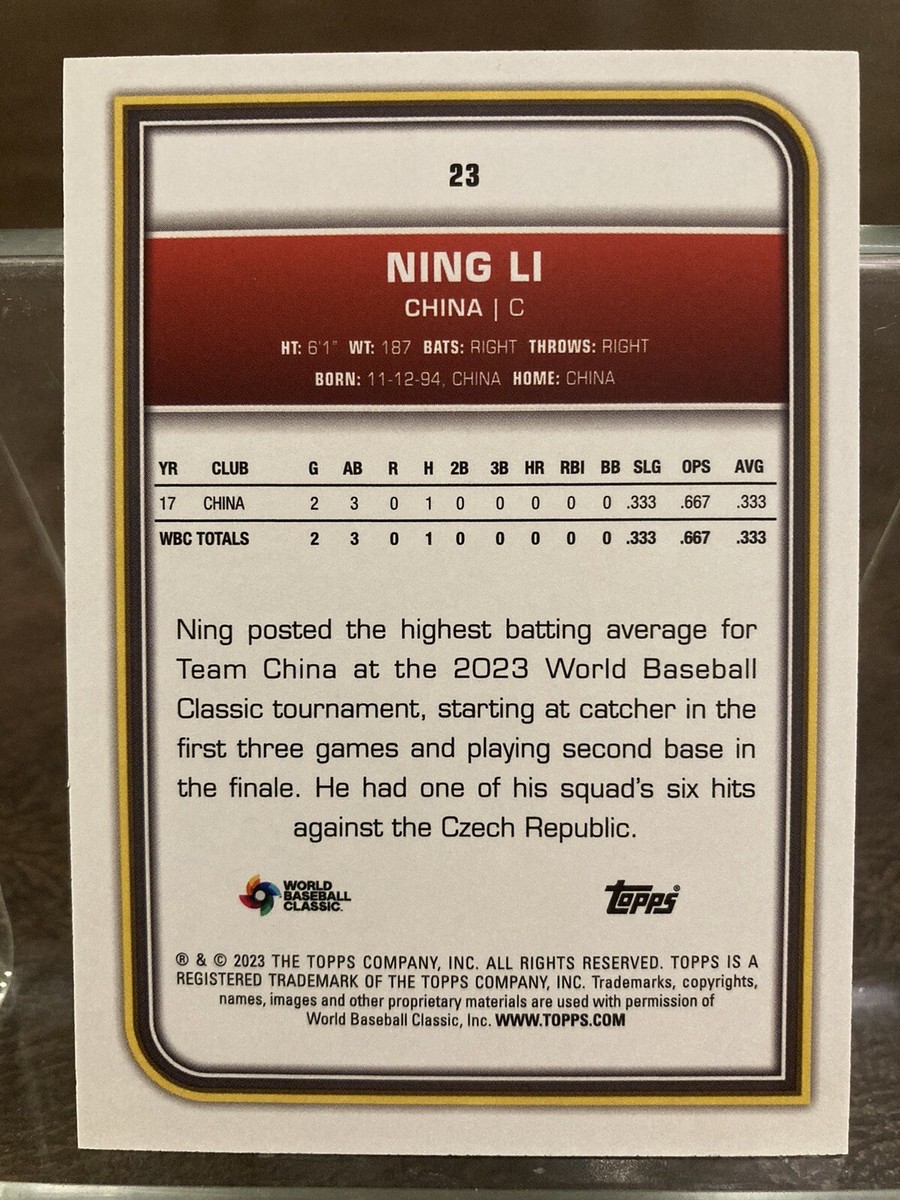 23
NING LI
CHINA | C
HT: 6'1" WT: 187 BATS: RIGHT THROWS: RIGHT
BORN: 11-12-94, CHINA HOME: CHINA
YR CLUB G AB R H 2B 3B HR RBI BB SLG OPS AVG
17 CHINA 2 3 0 1 0 0 0 0 0 .333 .667 .333
WBC TOTALS 2 3 0 1 0 0 0 0 0 .333 .667 .333
Ning posted the highest batting average for
Team China at the 2023 World Baseball
Classic tournament, starting at catcher in the
first three games and playing second base in
the finale. He had one of his squad's six hits
against the Czech Republic.
WORLD
BASEBALL
CLASSIC.
Topps®
® & © 2023 THE TOPPS COMPANY, INC. ALL RIGHTS RESERVED. TOPPS IS A
REGISTERED TRADEMARK OF THE TOPPS COMPANY, INC. Trademarks, copyrights,
names, images and other proprietary materials are used with permission of
World Baseball Classic, Inc. WWW.TOPPS.COM